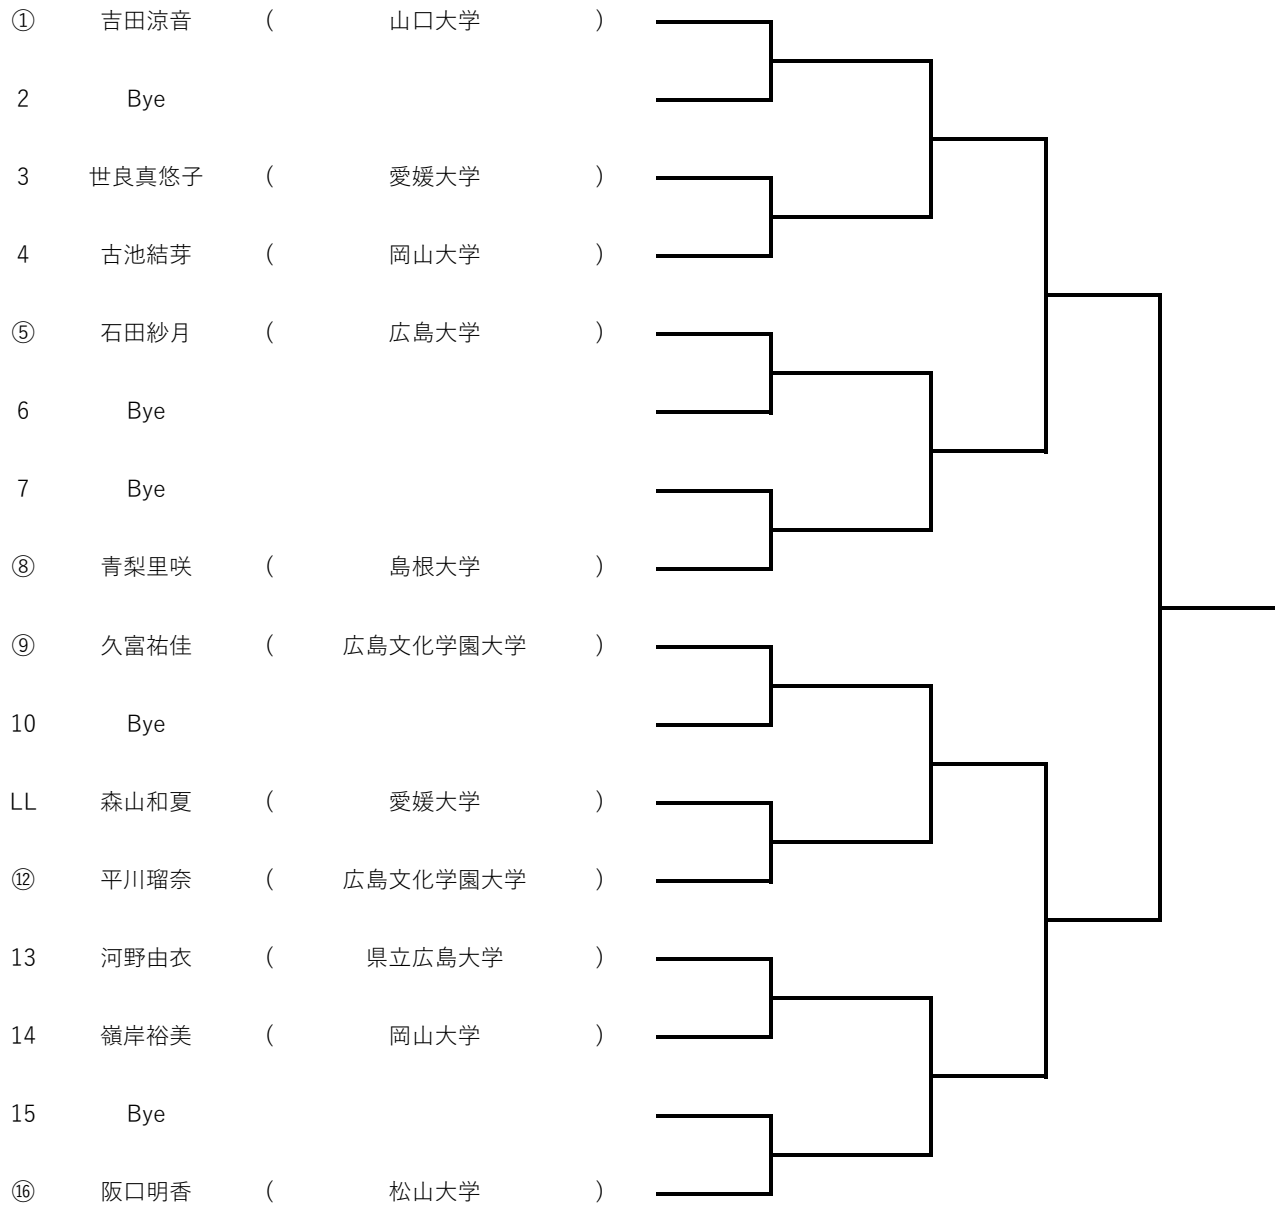 ① 吉田涼音 ( 山口大学 )
2 Bye
3 世良真悠子 ( 愛媛大学 )
4 古池結芽 ( 岡山大学 )
⑤ 石田紗月 ( 広島大学 )
6 Bye
7 Bye
⑧ 青梨里咲 ( 島根大学 )
⑨ 久富祐佳 ( 広島文化学園大学 )
10 Bye
LL 森山和夏 ( 愛媛大学 )
⑫ 平川瑠奈 ( 広島文化学園大学 )
13 河野由衣 ( 県立広島大学 )
14 嶺岸裕美 ( 岡山大学 )
15 Bye
⑯ 阪口明香 ( 松山大学 )